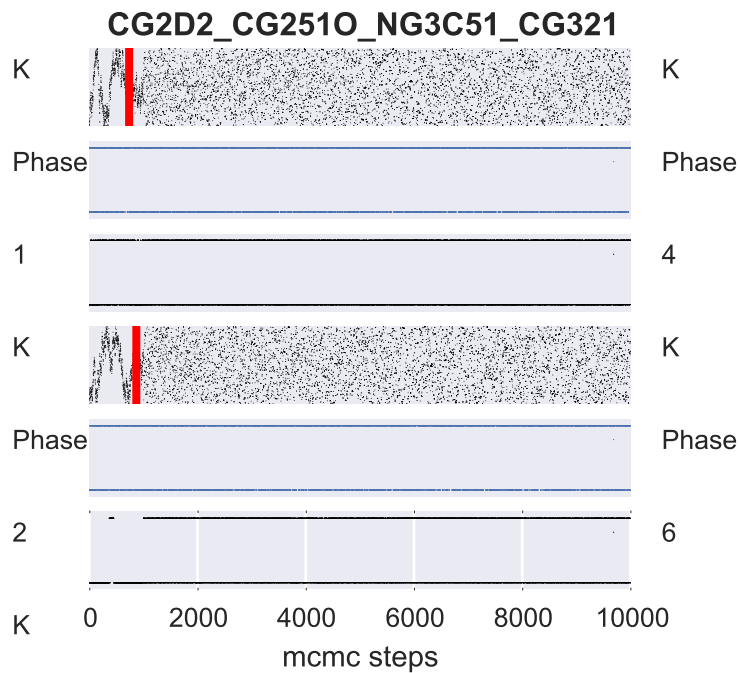 CG2D2_CG251O_NG3C51_CG321
K K
Phase Phase
1 4
K K
Phase Phase
2 6
K 0 2000 4000 6000 8000 10000
mcmc steps